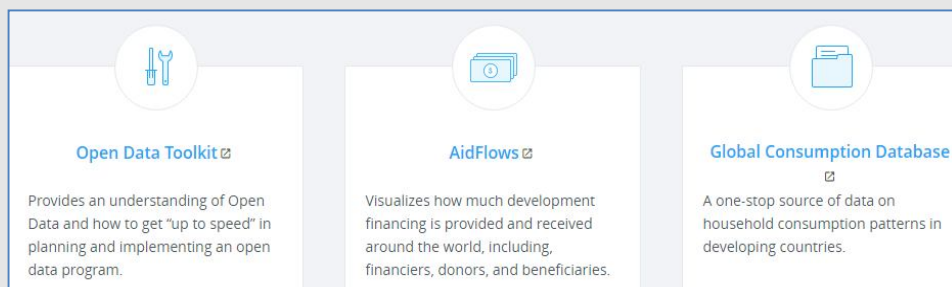 Open Data Toolkit
Provides an understanding of Open
Data and how to get “up to speed” in
planning and implementing an open
data program.
AidFlows
Visualizes how much development
financing is provided and received
around the world, including,
financiers, donors, and beneficiaries.
Global Consumption Database
A one-stop source of data on
household consumption patterns in
developing countries.